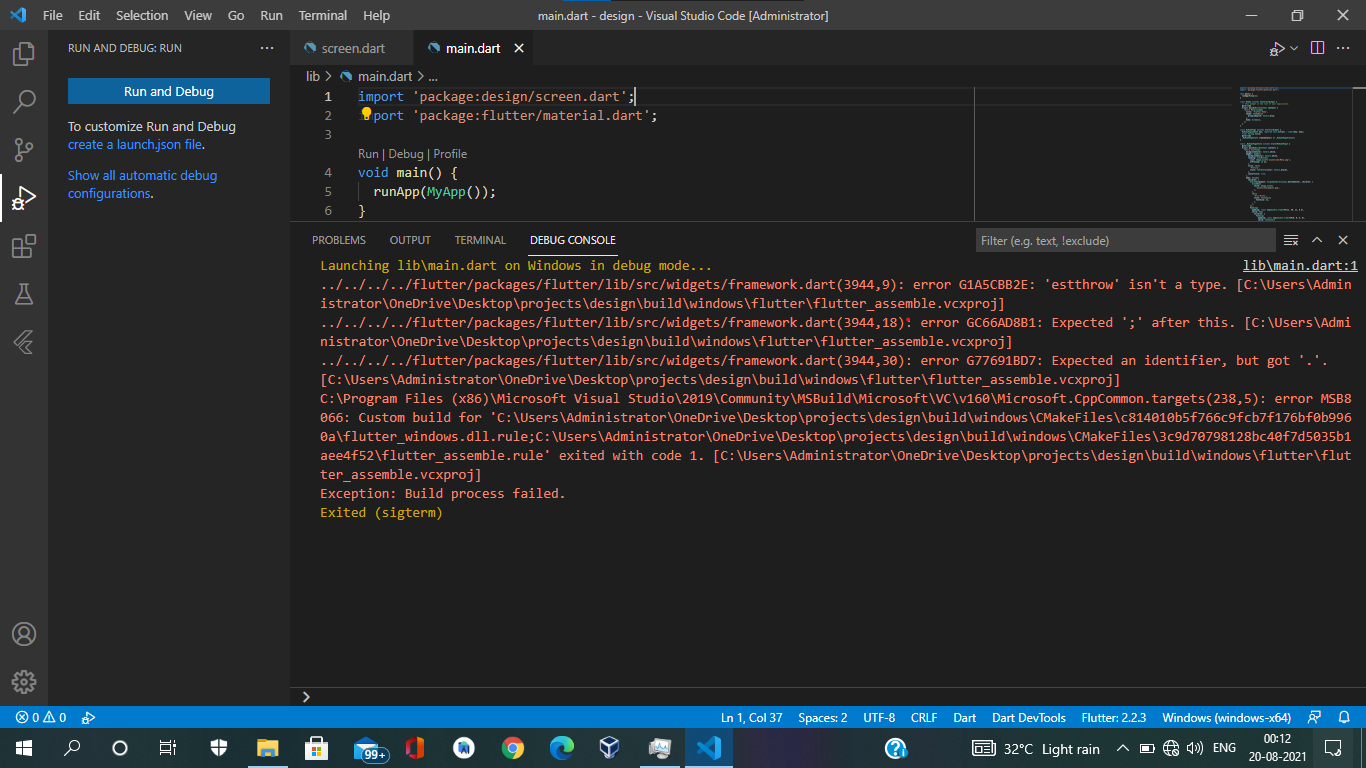 File Edit Selection View Go Run Terminal Help
main.dart - design - Visual Studio Code [Administrator]
RUN AND DEBUG: RUN
Run and Debug
To customize Run and Debug
create a launch.json file.
Show all automatic debug
configurations.
screen.dart
main.dart
lib > main.dart > ...
1 import 'package:design/screen.dart';
2 port 'package:flutter/material.dart';
3
Run | Debug | Profile
4 void main() {
5 runApp(MyApp());
6 }
PROBLEMS OUTPUT TERMINAL DEBUG CONSOLE
Filter (e.g. text, !exclude)
Launching lib\main.dart on Windows in debug mode...
lib\main.dart:1
../../../../flutter/packages/flutter/lib/src/widgets/framework.dart(3944,9): error G1A5CBB2E: 'estthrow' isn't a type. [C:\Users\Admin
istrator\OneDrive\Desktop\projects\design\build\windows\flutter\flutter_assemble.vcxproj]
../../../../flutter/packages/flutter/lib/src/widgets/framework.dart(3944,18): error GC66AD8B1: Expected ';' after this. [C:\Users\Admi
nistrator\OneDrive\Desktop\projects\design\build\windows\flutter\flutter_assemble.vcxproj]
../../../../flutter/packages/flutter/lib/src/widgets/framework.dart(3944,30): error G77691BD7: Expected an identifier, but got '.'.
[C:\Users\Administrator\OneDrive\Desktop\projects\design\build\windows\flutter\flutter_assemble.vcxproj]
C:\Program Files (x86)\Microsoft Visual Studio\2019\Community\MSBuild\Microsoft\VC\v160\Microsoft.CppCommon.targets(238,5): error MSB8
066: Custom build for 'C:\Users\Administrator\OneDrive\Desktop\projects\design\build\windows\CMakeFiles\c814010b5f766c9fcb7f176bf0b996
0a\flutter_windows.dll.rule;C:\Users\Administrator\OneDrive\Desktop\projects\design\build\windows\CMakeFiles\3c9d70798128bc40f7d5035b1
aee4f52\flutter_assemble.rule' exited with code 1. [C:\Users\Administrator\OneDrive\Desktop\projects\design\build\windows\flutter\flut
ter_assemble.vcxproj]
Exception: Build process failed.
Exited (sigterm)
0 0
Ln 1, Col 37 Spaces: 2 UTF-8 CRLF Dart Dart DevTools Flutter: 2.2.3 Windows (windows-x64)
99+
32°C Light rain
ENG
00:12
20-08-2021